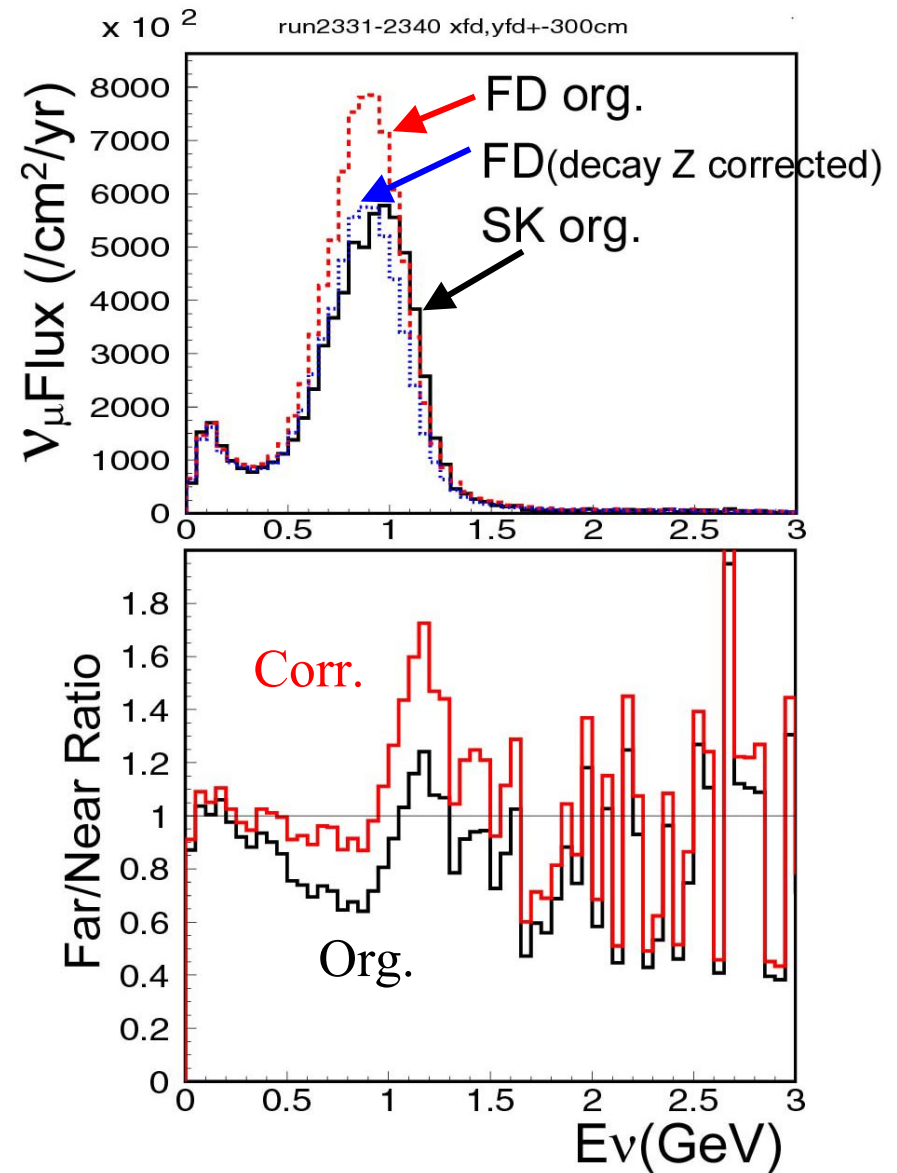 x 10 2
run2331-2340 xfd,yfd+-300cm
νμFlux (/cm2/yr)
8000
7000
6000
5000
4000
3000
2000
1000
0
FD org.
FD(decay Z corrected)
SK org.
0 0.5 1 1.5 2 2.5 3
Far/Near Ratio
1.8
1.6
1.4
1.2
1
0.8
0.6
0.4
0.2
0
Corr.
Org.
0 0.5 1 1.5 2 2.5 3
Eν(GeV)